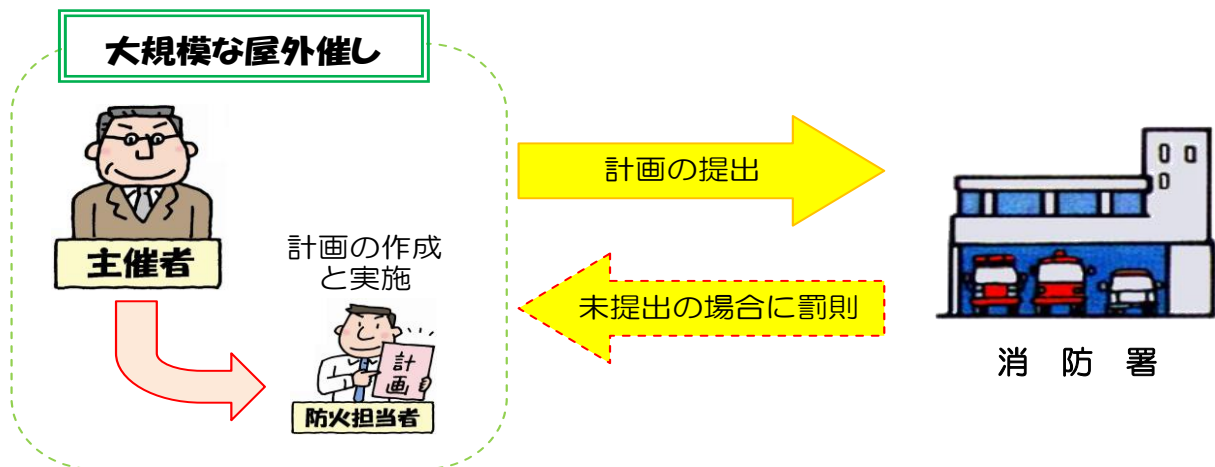 大規模な屋外催し
主催者
計画の作成
と実施
計
画
防火担当者
計画の提出
未提出の場合に罰則
消防署